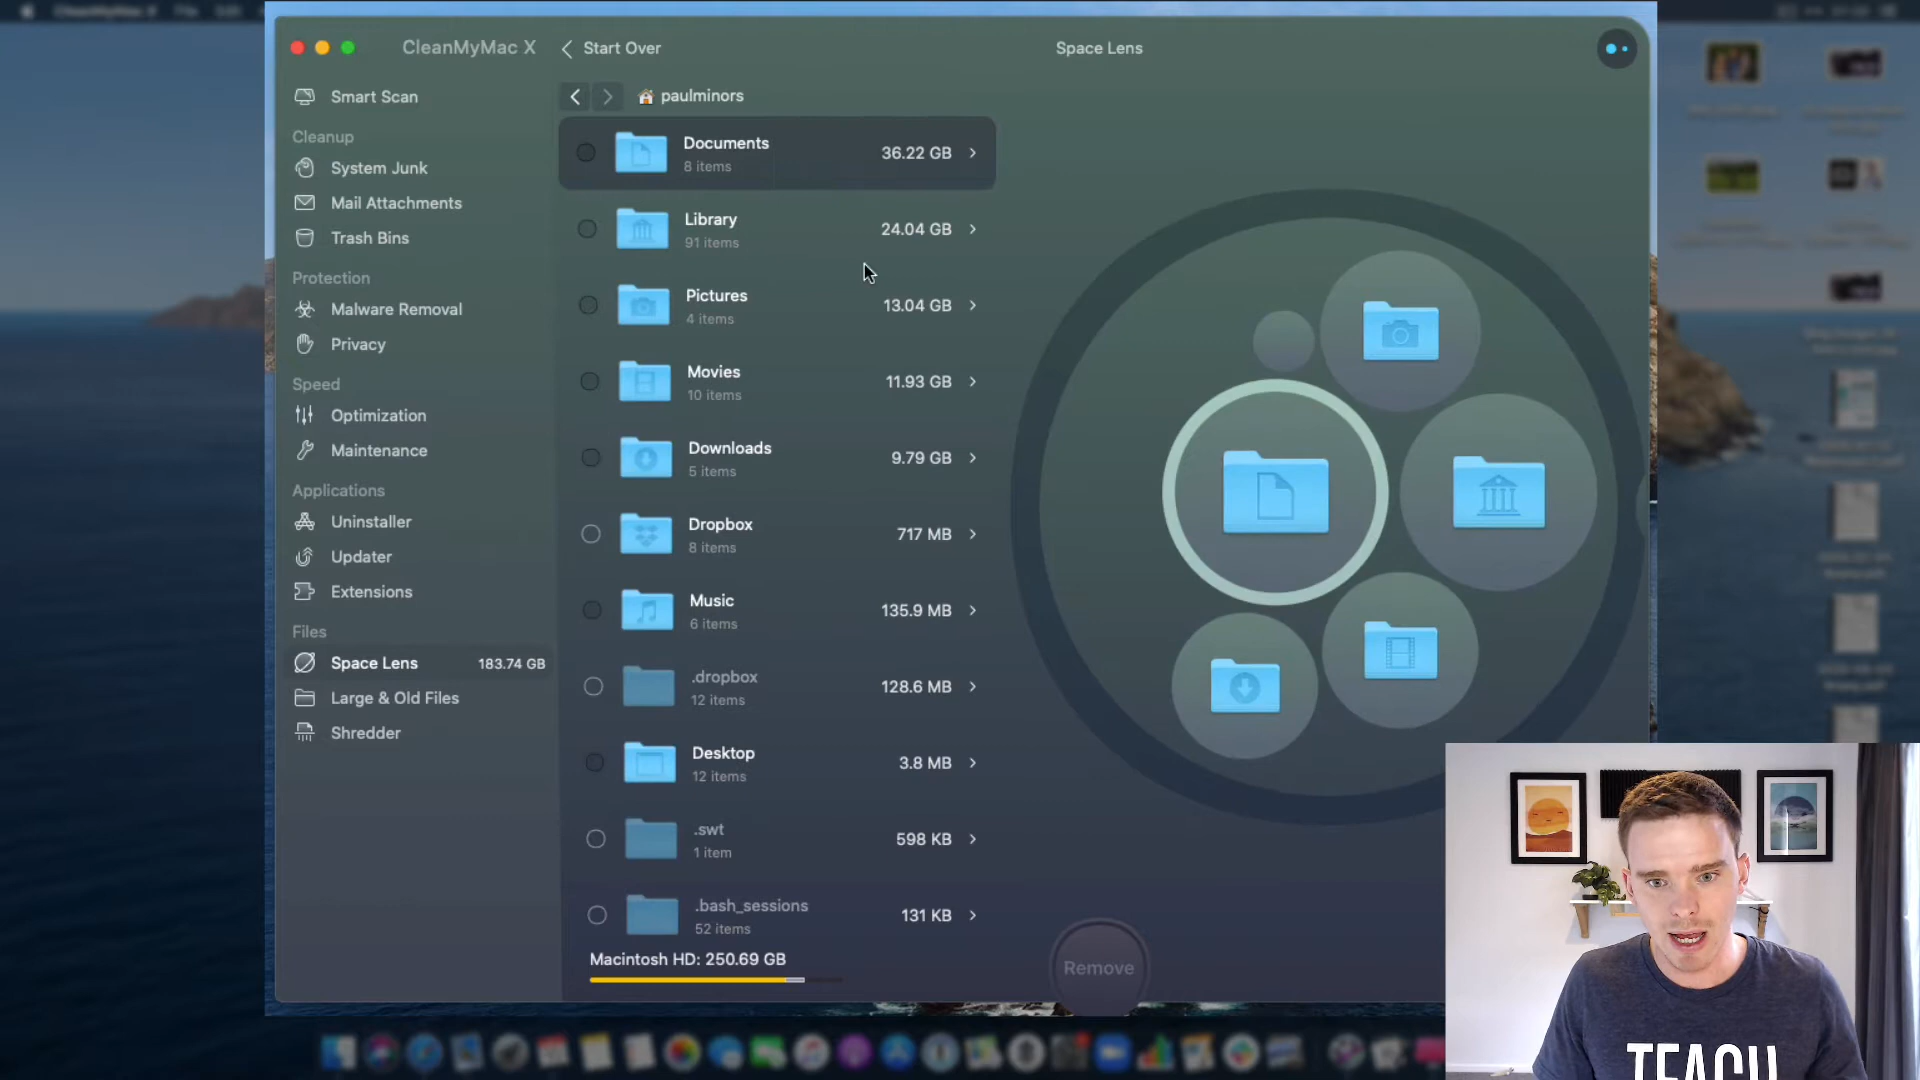 CleanMyMac X
Start Over
Space Lens
paulminors
Smart Scan
Cleanup
System Junk
Mail Attachments
Trash Bins
Protection
Malware Removal
Privacy
Speed
Optimization
Maintenance
Applications
Uninstaller
Updater
Extensions
Files
Space Lens 183.74 GB
Large & Old Files
Shredder
Documents 36.22 GB
8 items
Library 24.04 GB
91 items
Pictures 13.04 GB
4 items
Movies 11.93 GB
10 items
Downloads 9.79 GB
5 items
Dropbox 717 MB
8 items
Music 135.9 MB
6 items
.dropbox 128.6 MB
12 items
Desktop 3.8 MB
12 items
.swt 598 KB
1 item
.bash_sessions 131 KB
52 items
Macintosh HD: 250.69 GB
Remove
TEACH